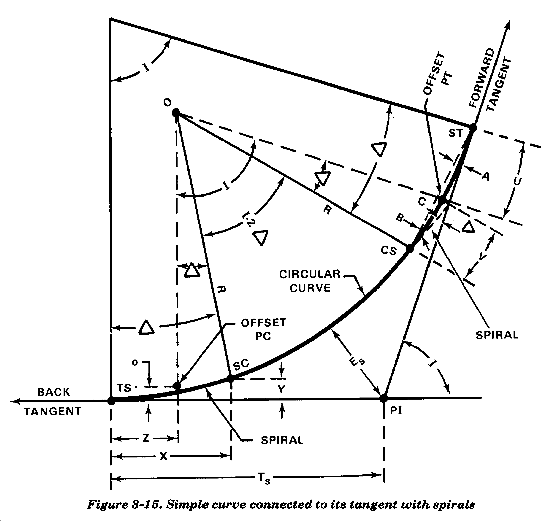 I
O
OFFSET
PT
FORWARD
TANGENT
ST
A
U
I
Δ
Δ
R
C
B
Δ
V
I-2Δ
CS
Δ
R
CIRCULAR
CURVE
SPIRAL
Δ
OFFSET
PC
o
SC
Es
I
BACK
TANGENT
TS
Y
PI
Z
SPIRAL
X
Ts
Figure 3-15. Simple curve connected to its tangent with spirals